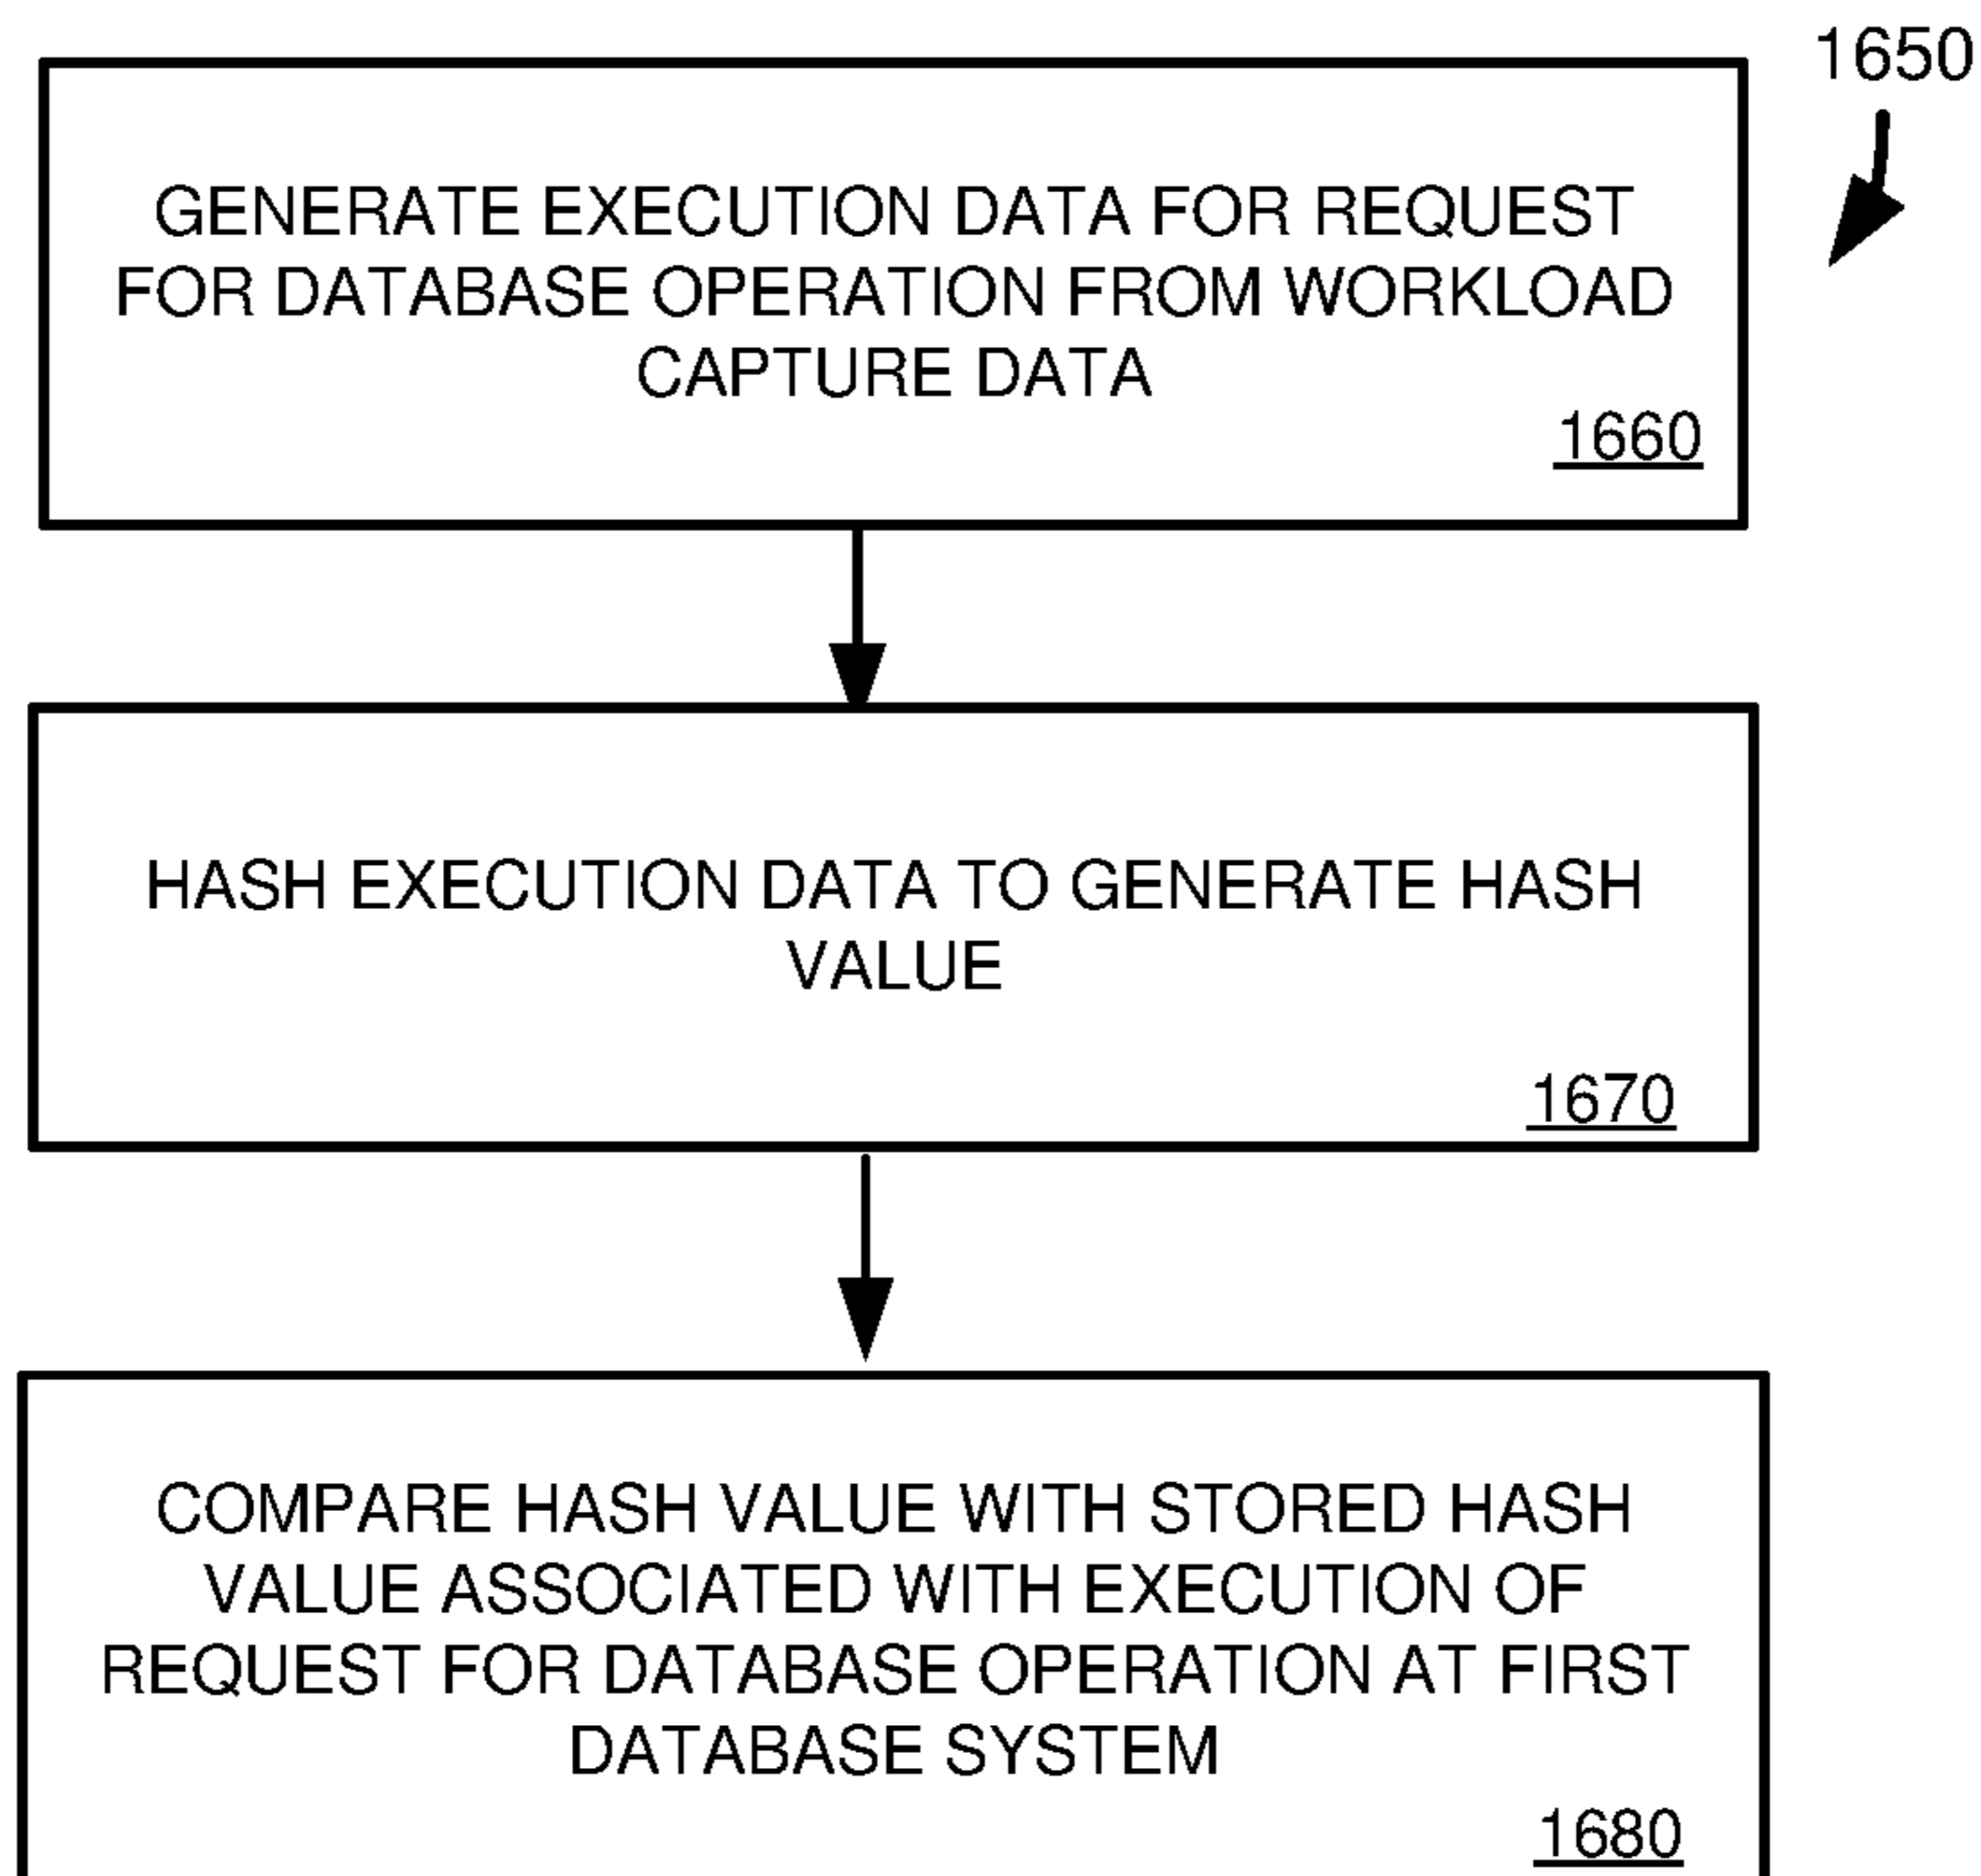 1650
GENERATE EXECUTION DATA FOR REQUEST
FOR DATABASE OPERATION FROM WORKLOAD
CAPTURE DATA
1660
HASH EXECUTION DATA TO GENERATE HASH
VALUE
1670
COMPARE HASH VALUE WITH STORED HASH
VALUE ASSOCIATED WITH EXECUTION OF
REQUEST FOR DATABASE OPERATION AT FIRST
DATABASE SYSTEM
1680